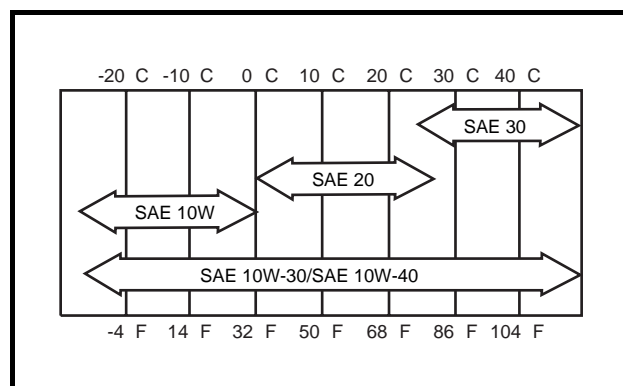 -20 C -10 C 0 C 10 C 20 C 30 C 40 C
SAE 30
SAE 20
SAE 10W
SAE 10W-30/SAE 10W-40
-4 F 14 F 32 F 50 F 68 F 86 F 104 F